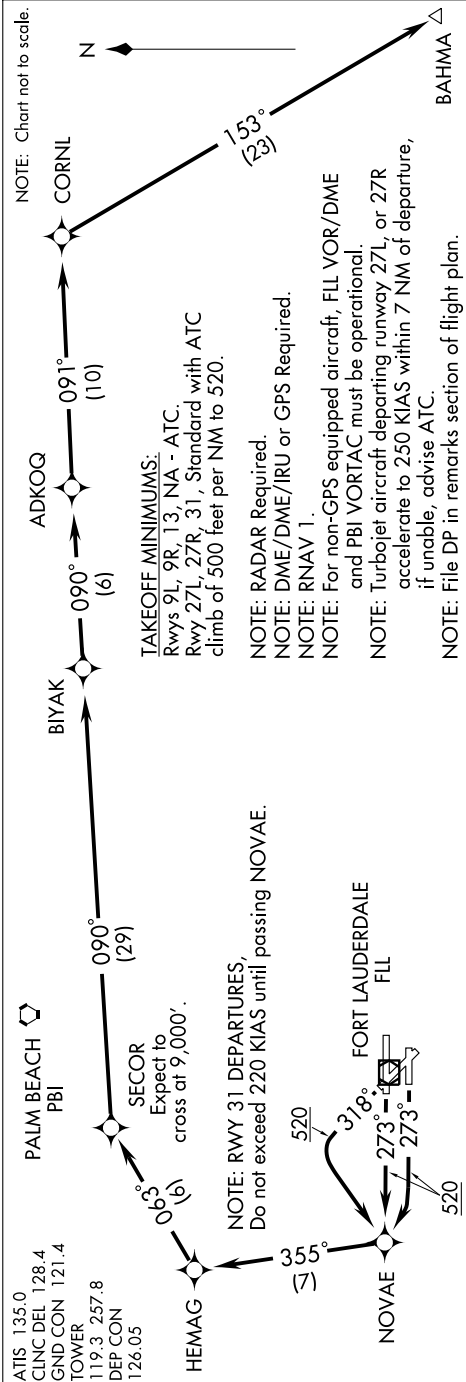 ATIS 135.0
CLNC DEL 128.4
GND CON 121.4
TOWER
119.3 257.8
DEP CON
126.05
PALM BEACH
PBI
NOTE: Chart not to scale.
N
HEMAG
063°
(6)
SECOR
Expect to
cross at 9,000'.
090°
(29)
BIYAK
090°
(6)
ADKOQ
091°
(10)
CORNL
153°
(23)
BAHMA
355°
(7)
NOVAE
NOTE: RWY 31 DEPARTURES,
Do not exceed 220 KIAS until passing NOVAE.
520
318°
273°
273°
520
FORT LAUDERDALE
FLL
TAKEOFF MINIMUMS:
Rwys 9L, 9R, 13, NA - ATC.
Rwy 27L, 27R, 31, Standard with ATC
climb of 500 feet per NM to 520.
NOTE: RADAR Required.
NOTE: DME/DME/IRU or GPS Required.
NOTE: RNAV 1.
NOTE: For non-GPS equipped aircraft, FLL VOR/DME
and PBI VORTAC must be operational.
NOTE: Turbojet aircraft departing runway 27L, or 27R
accelerate to 250 KIAS within 7 NM of departure,
if unable, advise ATC.
NOTE: File DP in remarks section of flight plan.